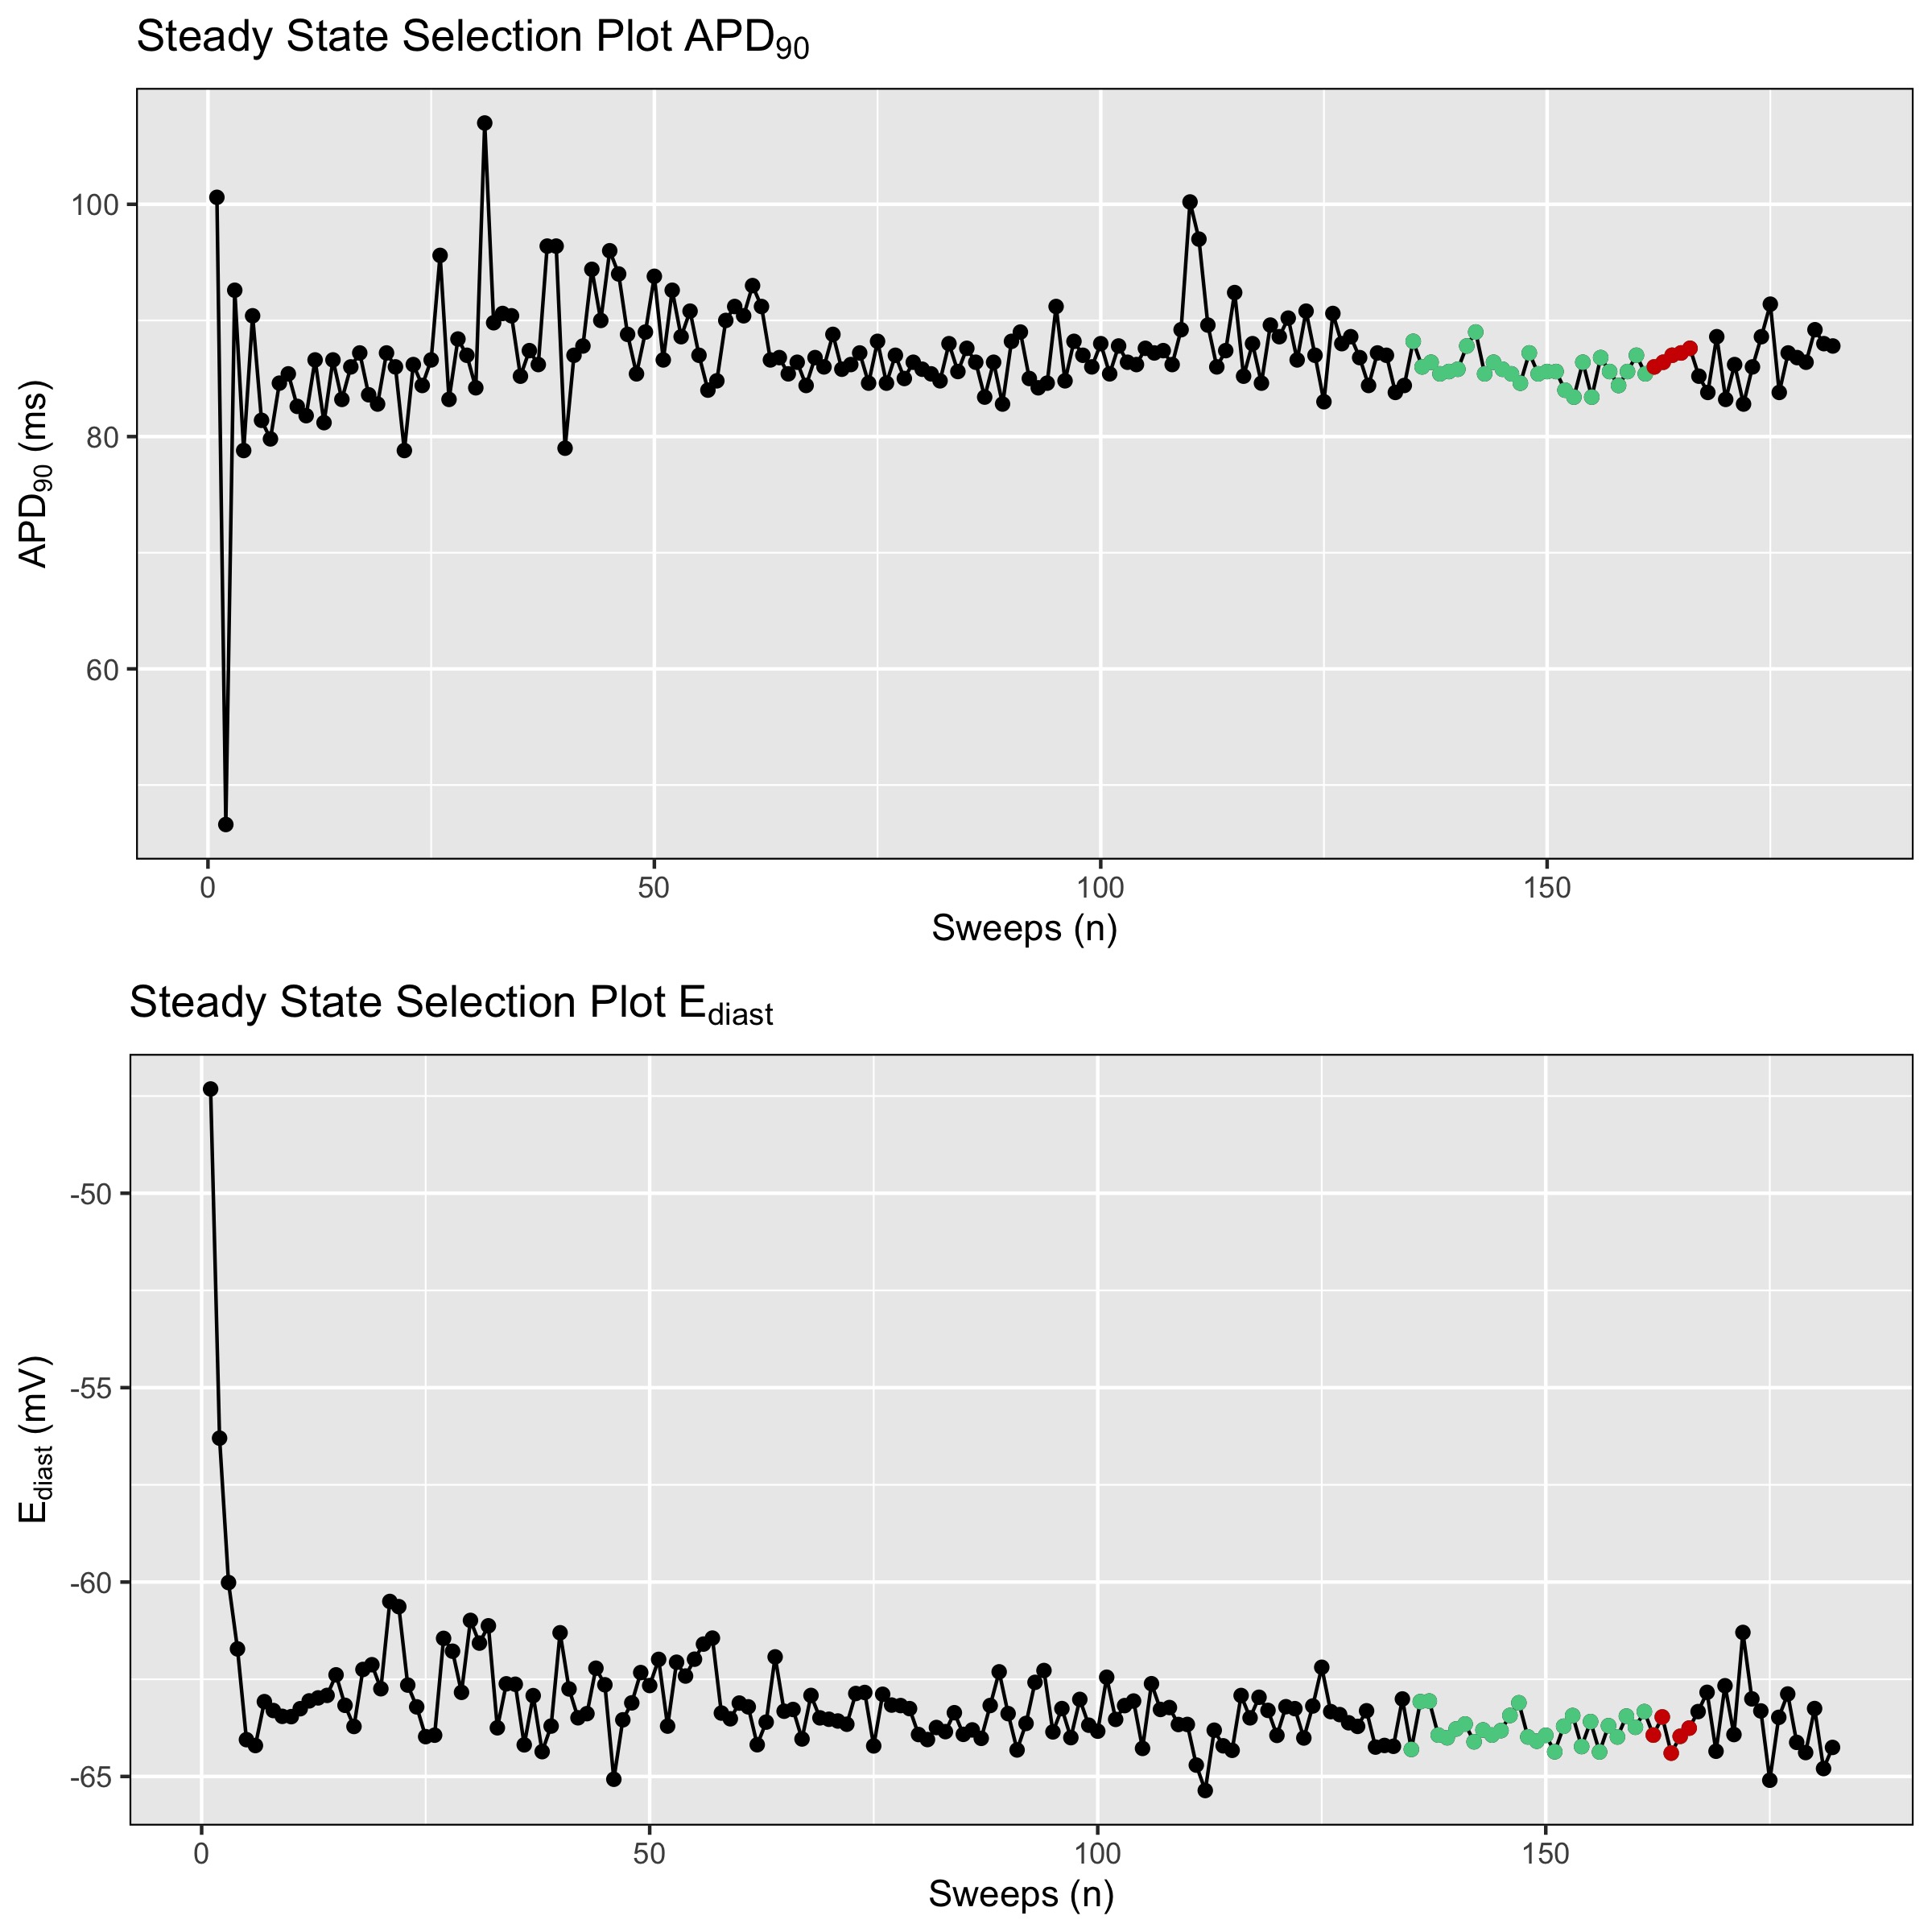 Steady State Selection Plot APD90
100
80
60
APD90 (ms)
0 50 100 150
Sweeps (n)
Steady State Selection Plot Ediast
-50
-55
-60
-65
Ediast (mV)
0 50 100 150
Sweeps (n)